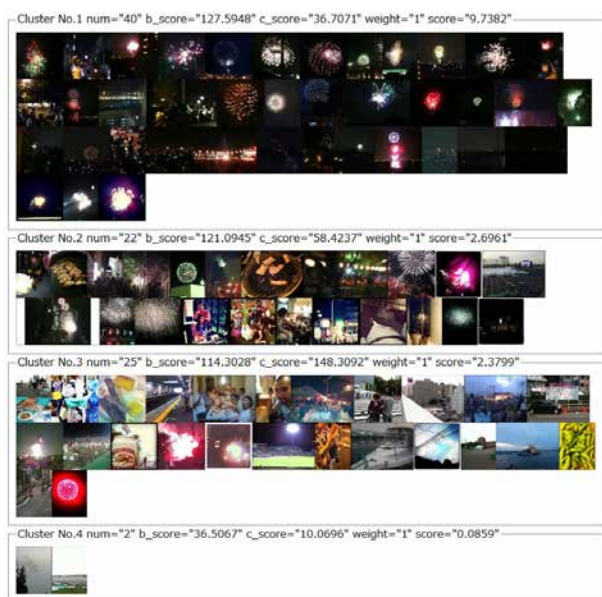 Cluster No.1 num="40" b_score="127.5948" c_score="36.7071" weight="1" score="9.7382"
Cluster No.2 num="22" b_score="121.0945" c_score="58.4237" weight="1" score="2.6961"
Cluster No.3 num="25" b_score="114.3028" c_score="148.3092" weight="1" score="2.3799"
Cluster No.4 num="2" b_score="36.5067" c_score="10.0696" weight="1" score="0.0859"